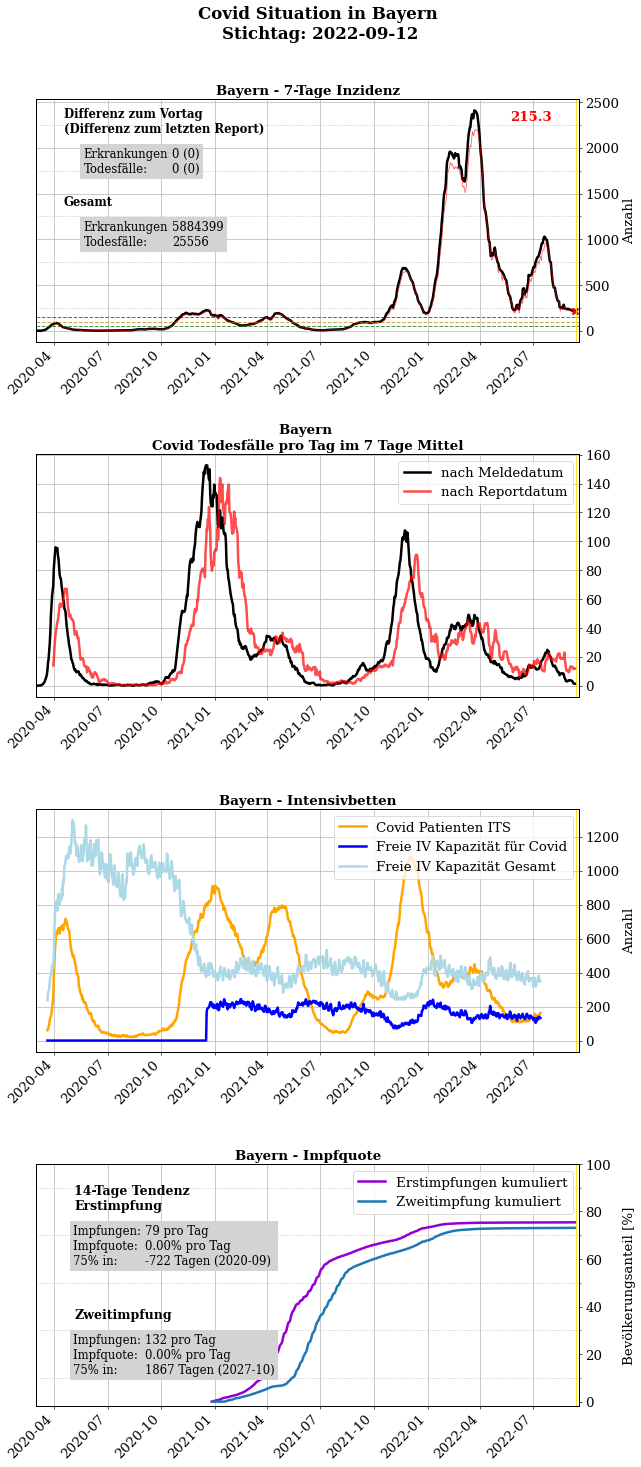 Covid Situation in Bayern
Stichtag: 2022-09-12
Bayern - 7-Tage Inzidenz
Differenz zum Vortag
(Differenz zum letzten Report)
Erkrankungen 0 (0)
Todesfälle: 0 (0)
Gesamt
Erkrankungen 5884399
Todesfälle: 25556
215.3
2500
2000
1500
1000
500
0
Anzahl
2020-04 2020-07 2020-10 2021-01 2021-04 2021-07 2021-10 2022-01 2022-04 2022-07
Bayern
Covid Todesfälle pro Tag im 7 Tage Mittel
nach Meldedatum
nach Reportdatum
160
140
120
100
80
60
40
20
0
2020-04 2020-07 2020-10 2021-01 2021-04 2021-07 2021-10 2022-01 2022-04 2022-07
Bayern - Intensivbetten
Covid Patienten ITS
Freie IV Kapazität für Covid
Freie IV Kapazität Gesamt
1200
1000
800
600
400
200
0
Anzahl
2020-04 2020-07 2020-10 2021-01 2021-04 2021-07 2021-10 2022-01 2022-04 2022-07
Bayern - Impfquote
14-Tage Tendenz
Erstimpfung
Impfungen: 79 pro Tag
Impfquote: 0.00% pro Tag
75% in: -722 Tagen (2020-09)
Zweitimpfung
Impfungen: 132 pro Tag
Impfquote: 0.00% pro Tag
75% in: 1867 Tagen (2027-10)
Erstimpfungen kumuliert
Zweitimpfung kumuliert
100
80
60
40
20
0
Bevölkerungsanteil [%]
2020-04 2020-07 2020-10 2021-01 2021-04 2021-07 2021-10 2022-01 2022-04 2022-07